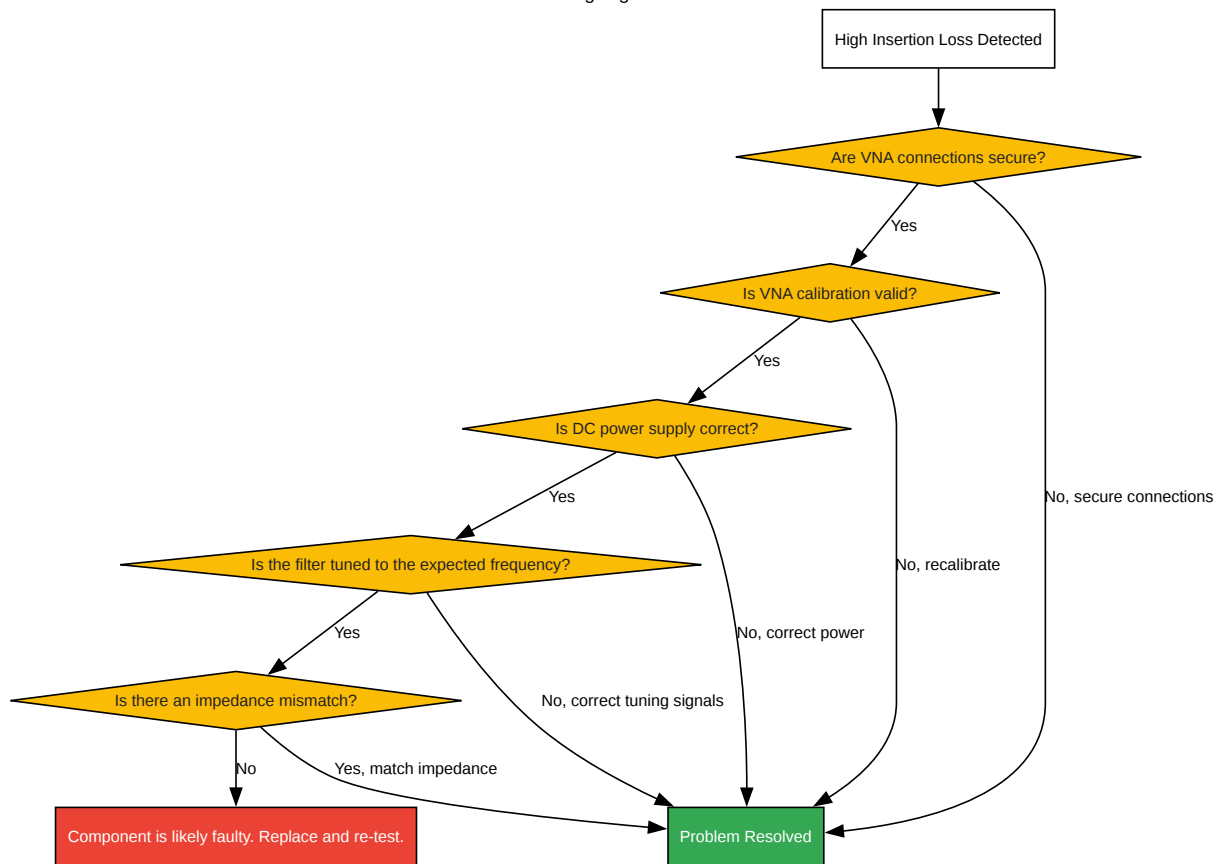 High Insertion Loss Detected
Are VNA connections secure?
Yes
Is VNA calibration valid?
Yes
Is DC power supply correct?
Yes
No, secure connections
Is the filter tuned to the expected frequency?
No, recalibrate
Yes
No, correct power
Is there an impedance mismatch?
No, correct tuning signals
No
Yes, match impedance
Component is likely faulty. Replace and re-test.
Problem Resolved